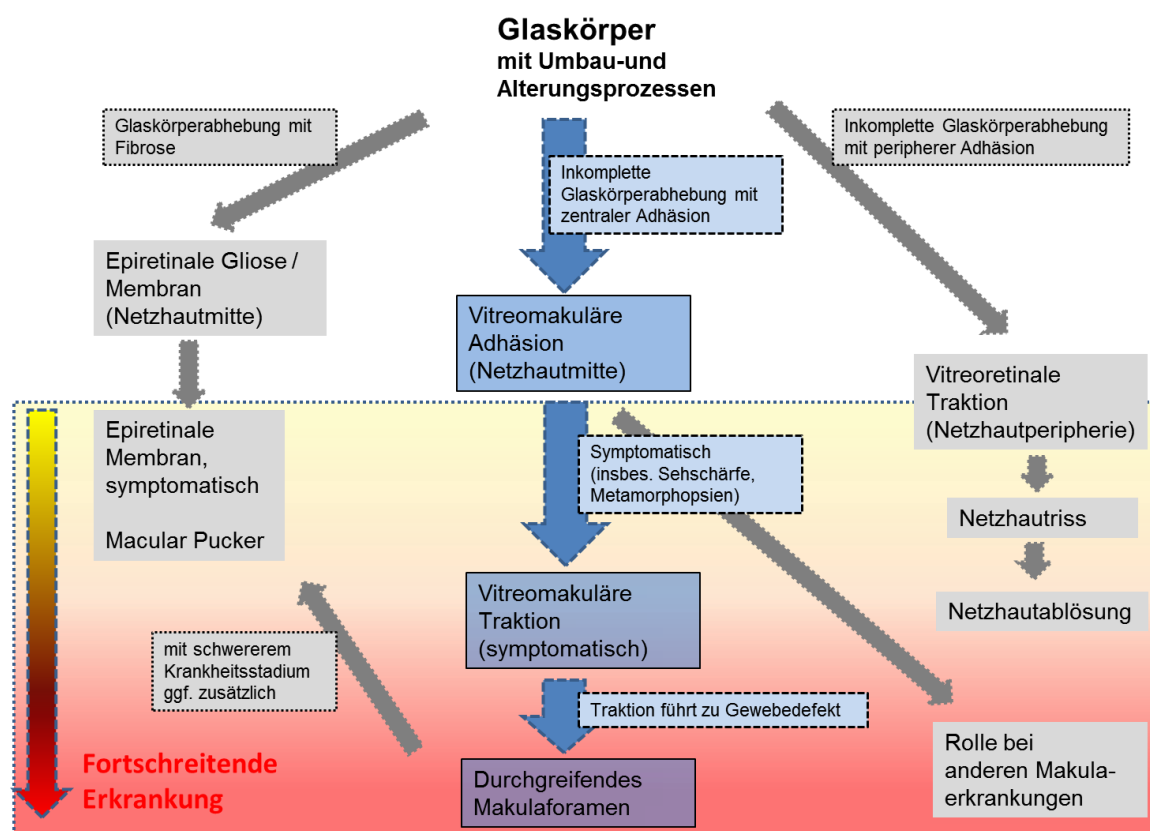 Glaskörper
mit Umbau-und
Alterungsprozessen
Glaskörperabhebung mit
Fibrose
Inkomplette Glaskörperabhebung
mit peripherer Adhäsion
Inkomplette
Glaskörperabhebung mit
zentraler Adhäsion
Epiretinale Gliose /
Membran
(Netzhautmitte)
Vitreomakuläre
Adhäsion
(Netzhautmitte)
Vitreoretinale
Traktion
(Netzhautperipherie)
Epiretinale
Membran,
symptomatisch
Macular Pucker
Symptomatisch
(insbes. Sehschärfe,
Metamorphopsien)
Netzhautriss
Vitreomakuläre
Traktion
(symptomatisch)
Netzhautablösung
mit schwererem
Krankheitsstadium
ggf. zusätzlich
Traktion führt zu Gewebedefekt
Fortschreitende
Erkrankung
Durchgreifendes
Makulaforamen
Rolle bei
anderen Makula-
erkrankungen